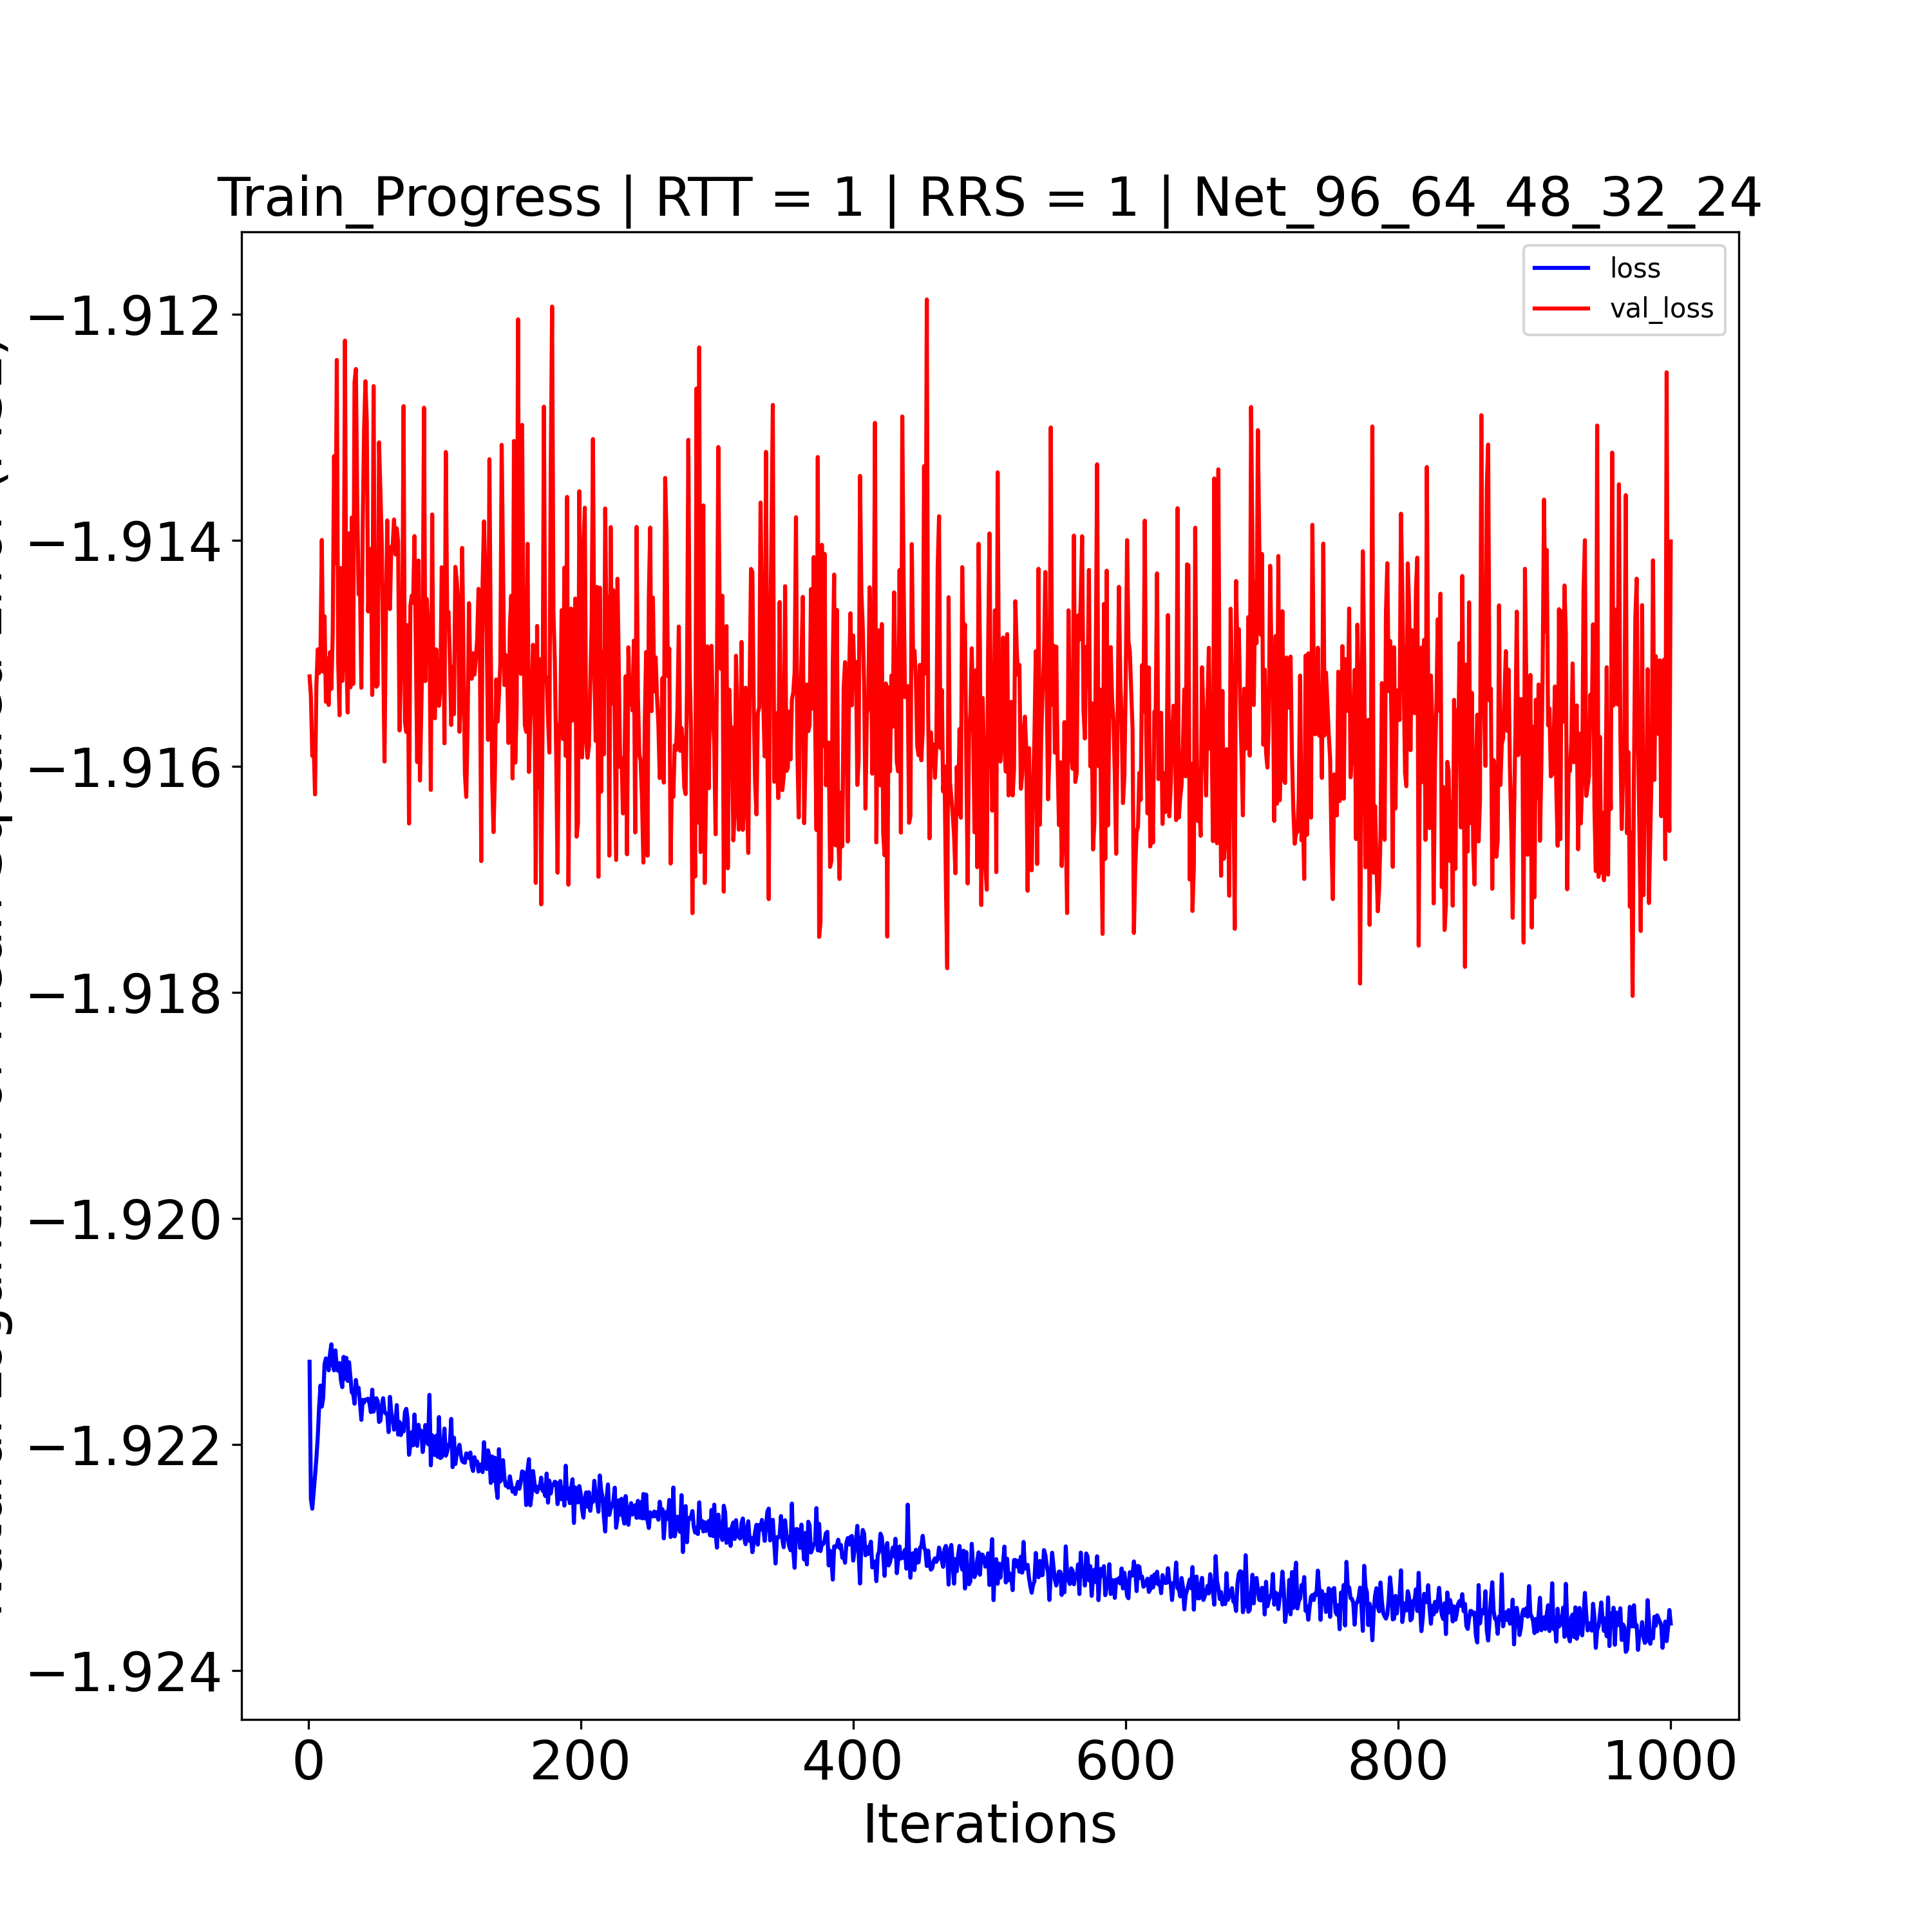 Train_Progress | RTT = 1 | RRS = 1 | Net_96_64_48_32_24
loss
val_loss
−1.912
−1.914
−1.916
−1.918
−1.920
−1.922
−1.924
0 200 400 600 800 1000
Iterations